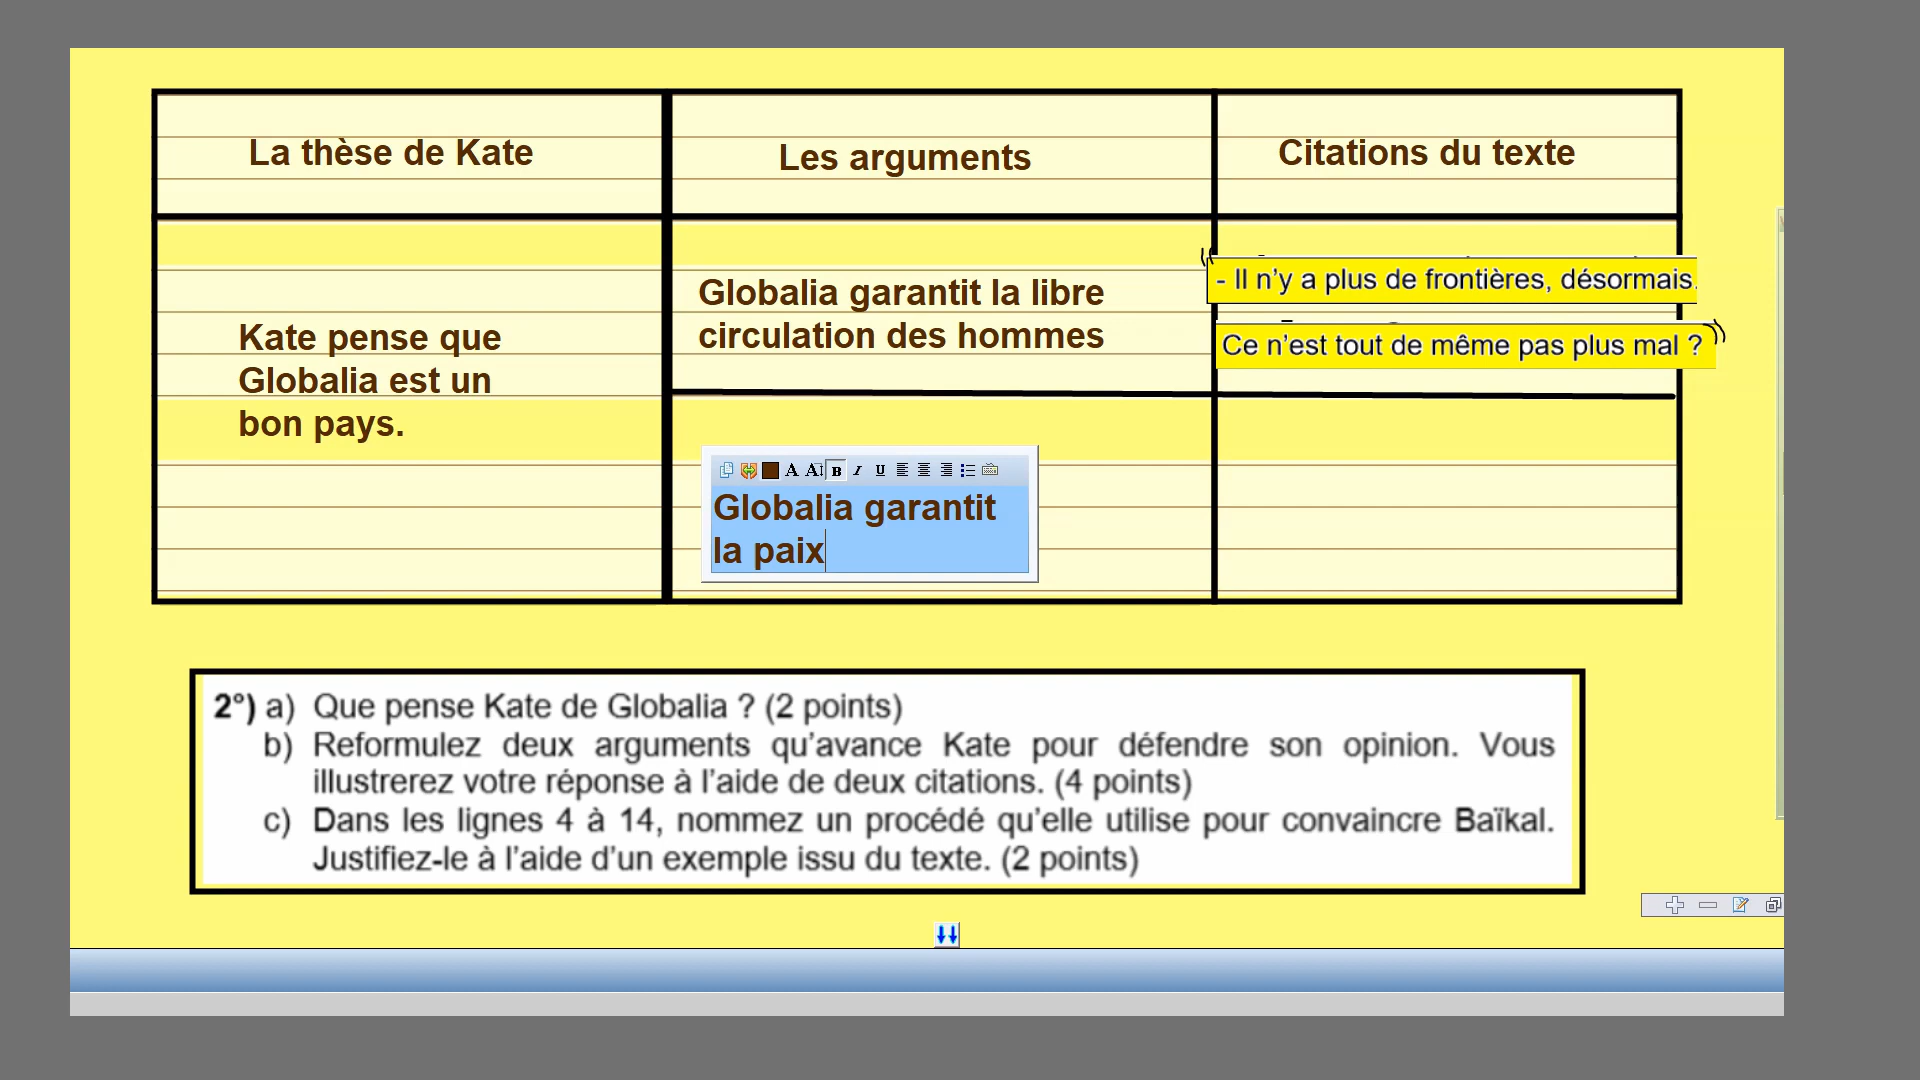 La thèse de Kate
Les arguments
Citations du texte
Kate pense que
Globalia est un
bon pays.
Globalia garantit la libre
circulation des hommes
« - Il n’y a plus de frontières, désormais.
Ce n’est tout de même pas plus mal ? »
Globalia garantit
la paix
2°) a) Que pense Kate de Globalia ? (2 points)
b) Reformulez deux arguments qu’avance Kate pour défendre son opinion. Vous
illustrerez votre réponse à l’aide de deux citations. (4 points)
c) Dans les lignes 4 à 14, nommez un procédé qu’elle utilise pour convaincre Baïkal.
Justifiez-le à l’aide d’un exemple issu du texte. (2 points)